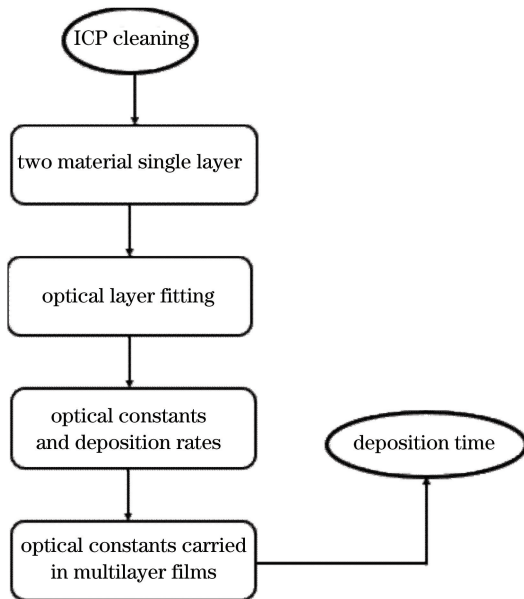 ICP cleaning
two material single layer
optical layer fitting
optical constants
and deposition rates
deposition time
optical constants carried
in multilayer films